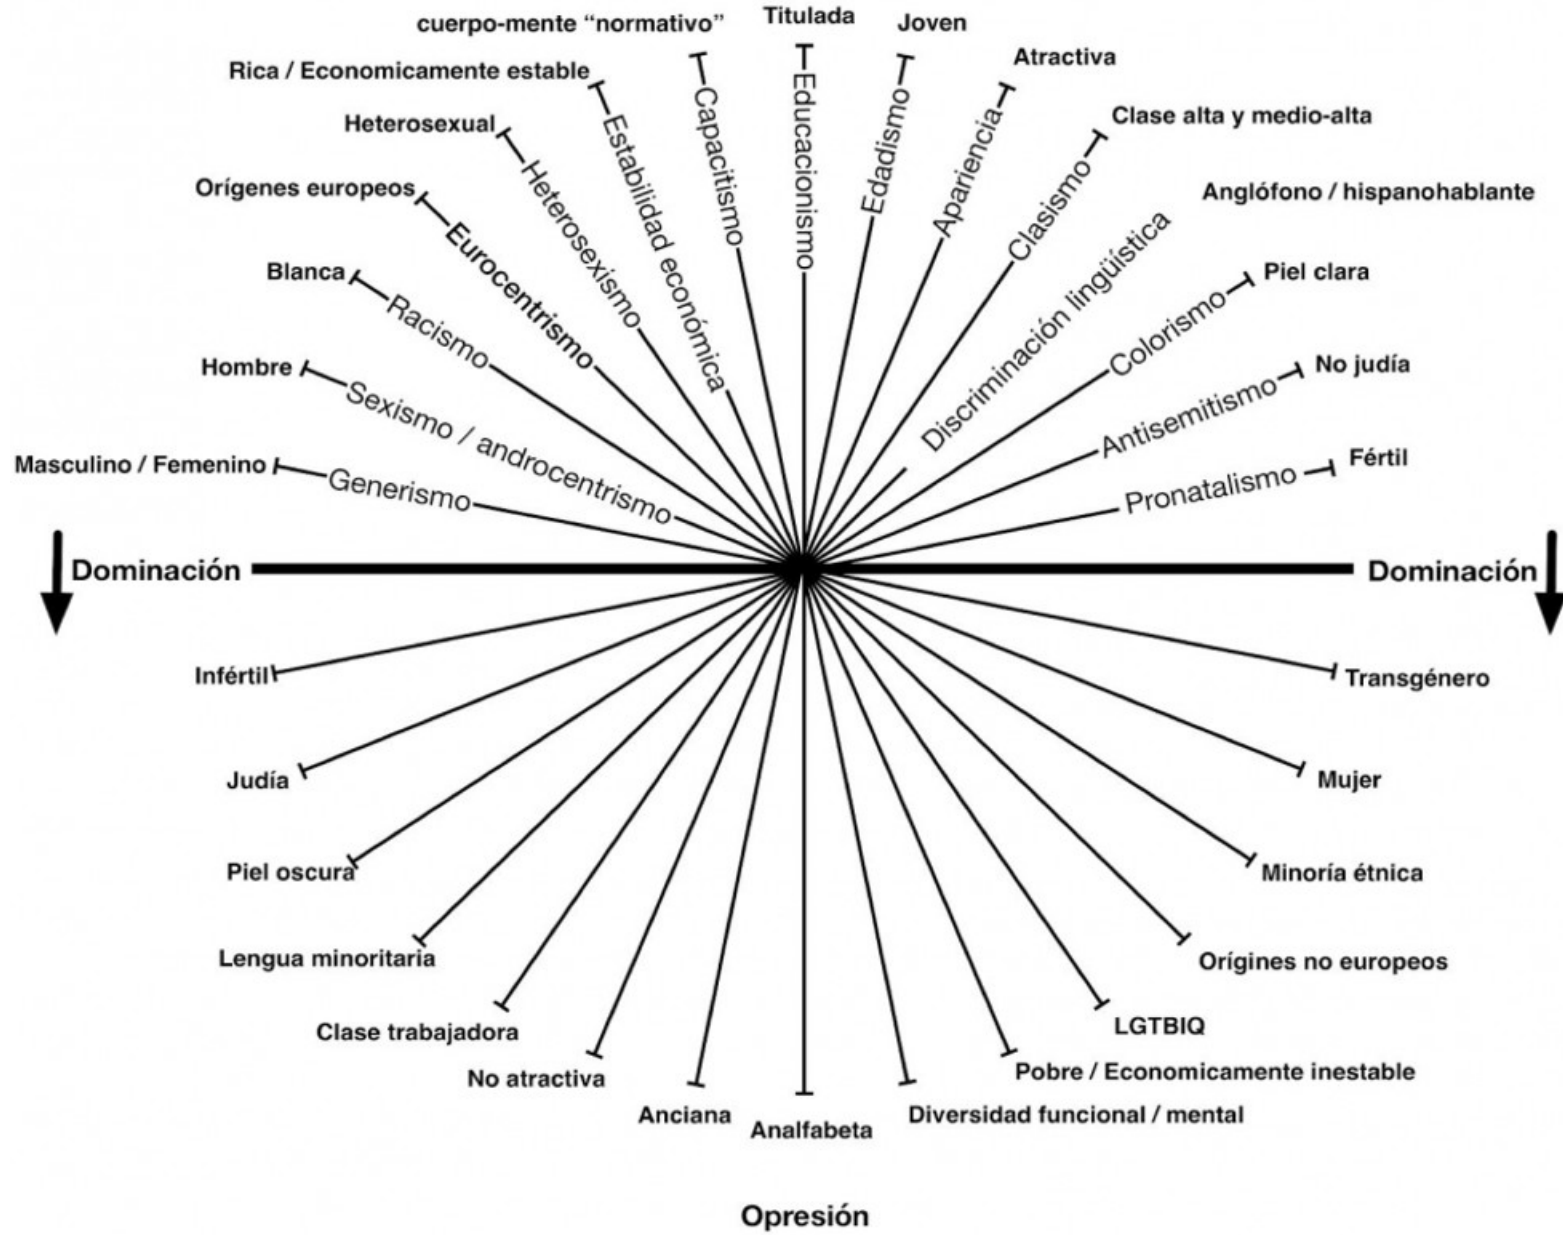 Titulada
cuerpo-mente “normativo”
Joven
Atractiva
Rica / Economicamente estable
Clase alta y medio-alta
Heterosexual
Orígenes europeos
Anglófono / hispanohablante
Blanca
Piel clara
Hombre
No judía
Masculino / Femenino
Fértil
Generismo
Sexismo / androcentrismo
Racismo
Eurocentrismo
Heterosexismo
Estabilidad económica
Capacitismo
Educacionismo
Edadismo
Apariencia
Clasismo
Discriminación lingüística
Colorismo
Antisemitismo
Pronatalismo
Dominación
Dominación
Infértil
Transgénero
Judía
Mujer
Piel oscura
Minoría étnica
Lengua minoritaria
Orígines no europeos
Clase trabajadora
LGTBIQ
No atractiva
Pobre / Economicamente inestable
Anciana
Analfabeta
Diversidad funcional / mental
Opresión